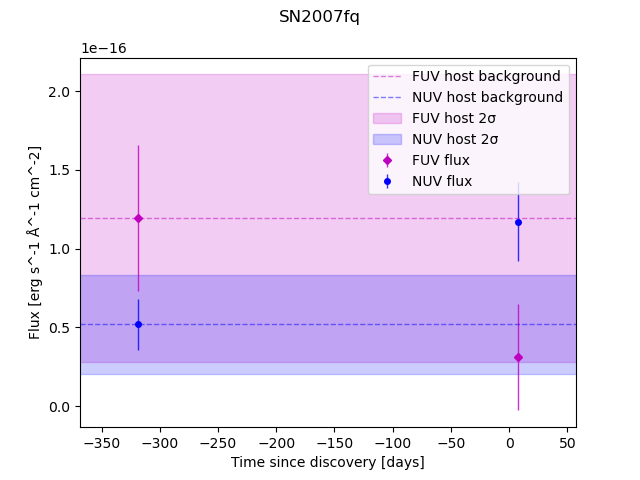 SN2007fq
1e−16
FUV host background
NUV host background
FUV host 2σ
NUV host 2σ
FUV flux
NUV flux
2.0
1.5
1.0
0.5
0.0
Flux [erg s^-1 Å^-1 cm^-2]
−350 −300 −250 −200 −150 −100 −50 0 50
Time since discovery [days]